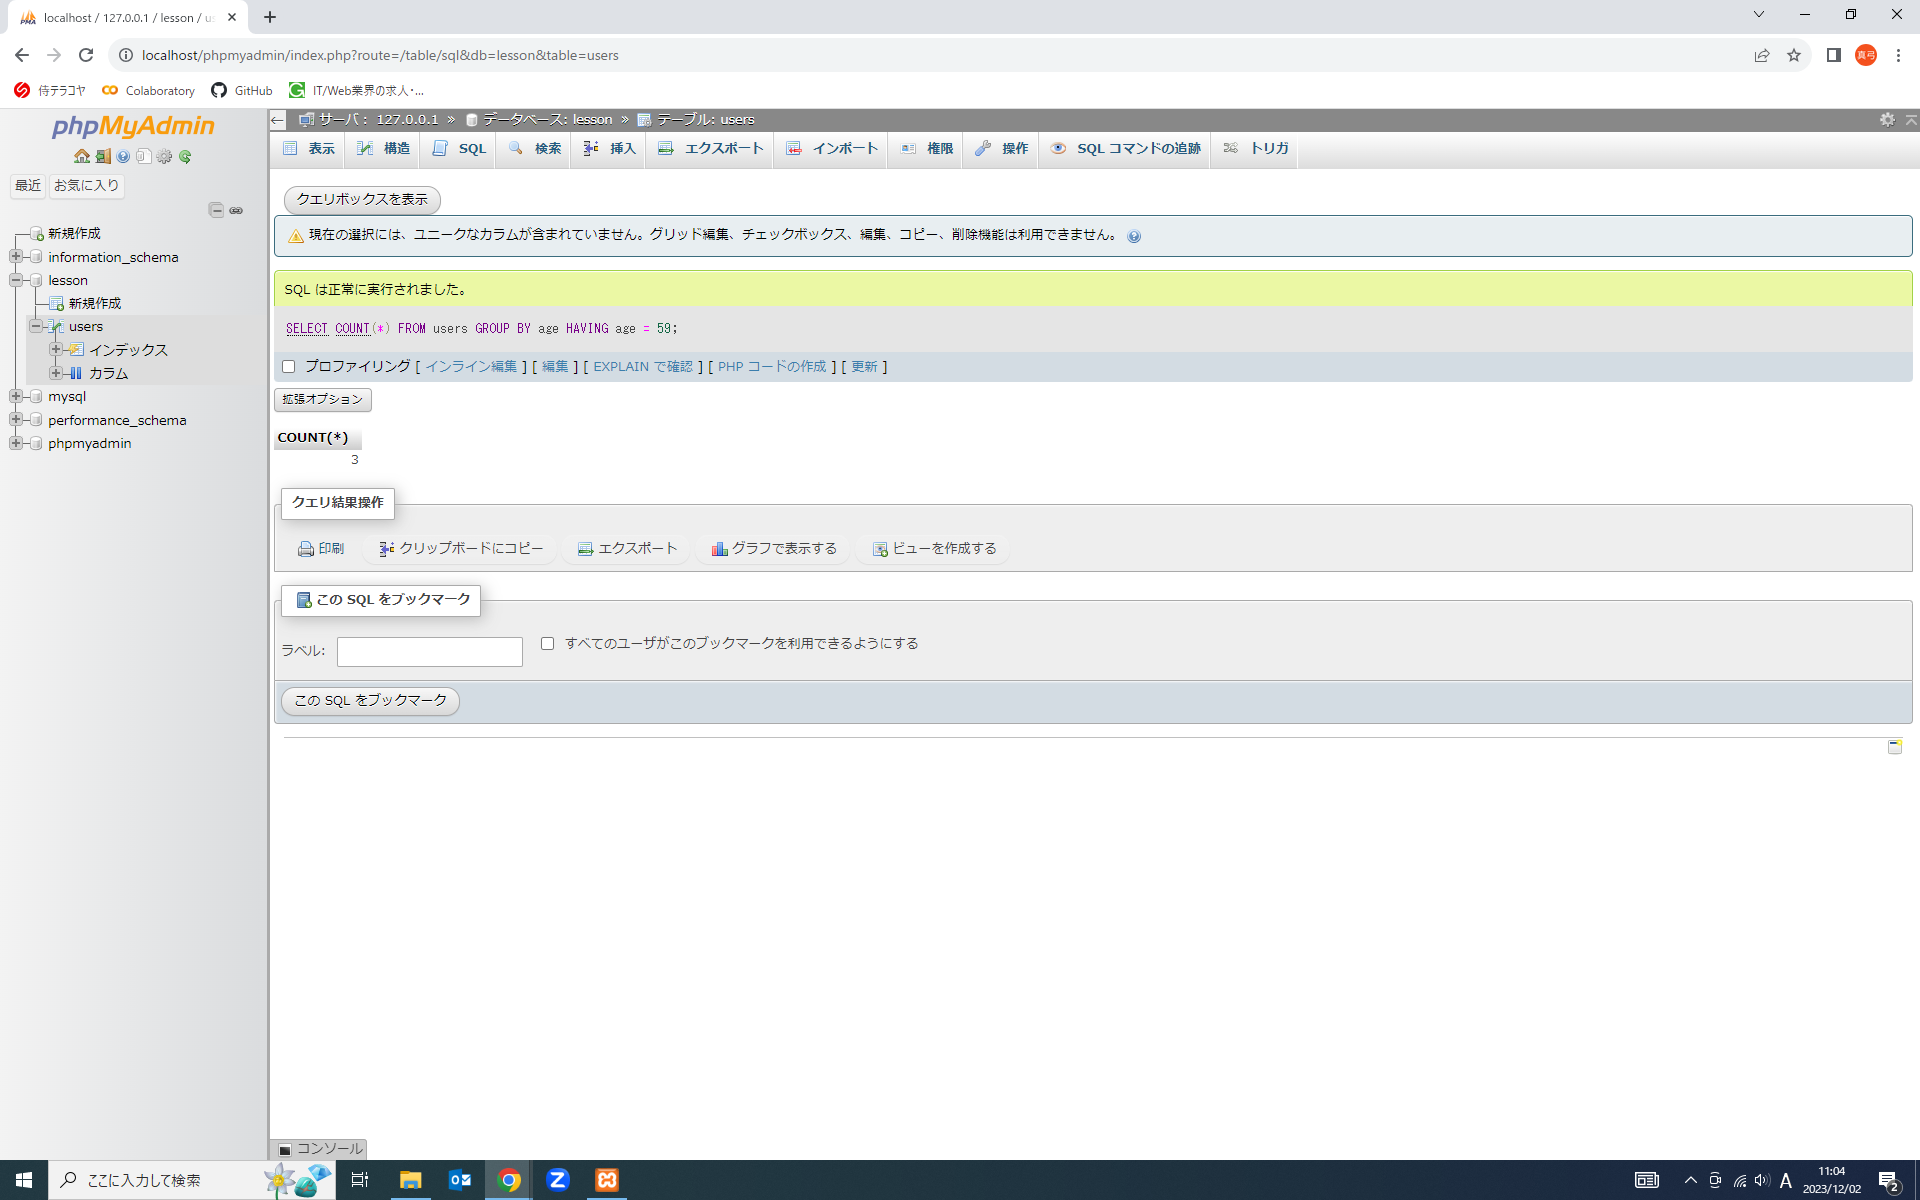 localhost / 127.0.0.1 / lesson / us
localhost/phpmyadmin/index.php?route=/table/sql&db=lesson&table=users
真弓
侍テラコヤ
Colaboratory
GitHub
IT/Web業界の求人・...
phpMyAdmin
最近
お気に入り
新規作成
information_schema
lesson
新規作成
users
インデックス
カラム
mysql
performance_schema
phpmyadmin
サーバ: 127.0.0.1 » データベース: lesson » テーブル: users
表示
構造
SQL
検索
挿入
エクスポート
インポート
権限
操作
SQL コマンドの追跡
トリガ
クエリボックスを表示
現在の選択には、ユニークなカラムが含まれていません。グリッド編集、チェックボックス、編集、コピー、削除機能は利用できません。
SQL は正常に実行されました。
SELECT COUNT(*) FROM users GROUP BY age HAVING age = 59;
プロファイリング [ インライン編集 ] [ 編集 ] [ EXPLAIN で確認 ] [ PHP コードの作成 ] [ 更新 ]
拡張オプション
COUNT(*)
3
クエリ結果操作
印刷
クリップボードにコピー
エクスポート
グラフで表示する
ビューを作成する
この SQL をブックマーク
ラベル:
すべてのユーザがこのブックマークを利用できるようにする
この SQL をブックマーク
コンソール
ここに入力して検索
A
11:04
2023/12/02
2